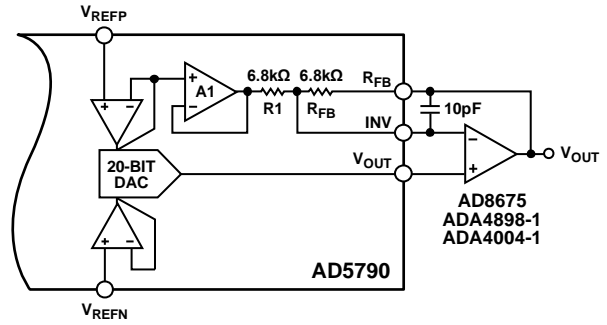 VREFP
6.8kΩ 6.8kΩ
RFB
+ − + A1
R1 RFB
−
10pF
INV
20-BIT
DAC
VOUT
− +
VOUT
AD8675
ADA4898-1
ADA4004-1
+ −
AD5790
VREFN